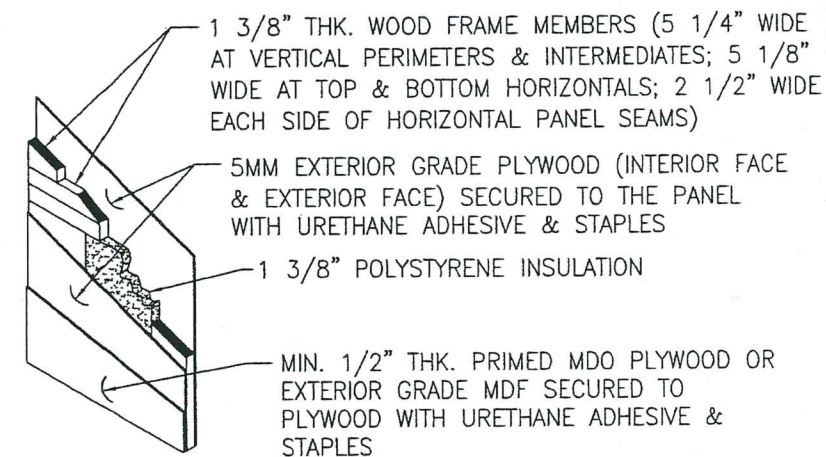 1 3/8" THK. WOOD FRAME MEMBERS (5 1/4" WIDE
AT VERTICAL PERIMETERS & INTERMEDIATES; 5 1/8"
WIDE AT TOP & BOTTOM HORIZONTALS; 2 1/2" WIDE
EACH SIDE OF HORIZONTAL PANEL SEAMS)
5MM EXTERIOR GRADE PLYWOOD (INTERIOR FACE
& EXTERIOR FACE) SECURED TO THE PANEL
WITH URETHANE ADHESIVE & STAPLES
1 3/8" POLYSTYRENE INSULATION
MIN. 1/2" THK. PRIMED MDO PLYWOOD OR
EXTERIOR GRADE MDF SECURED TO
PLYWOOD WITH URETHANE ADHESIVE &
STAPLES